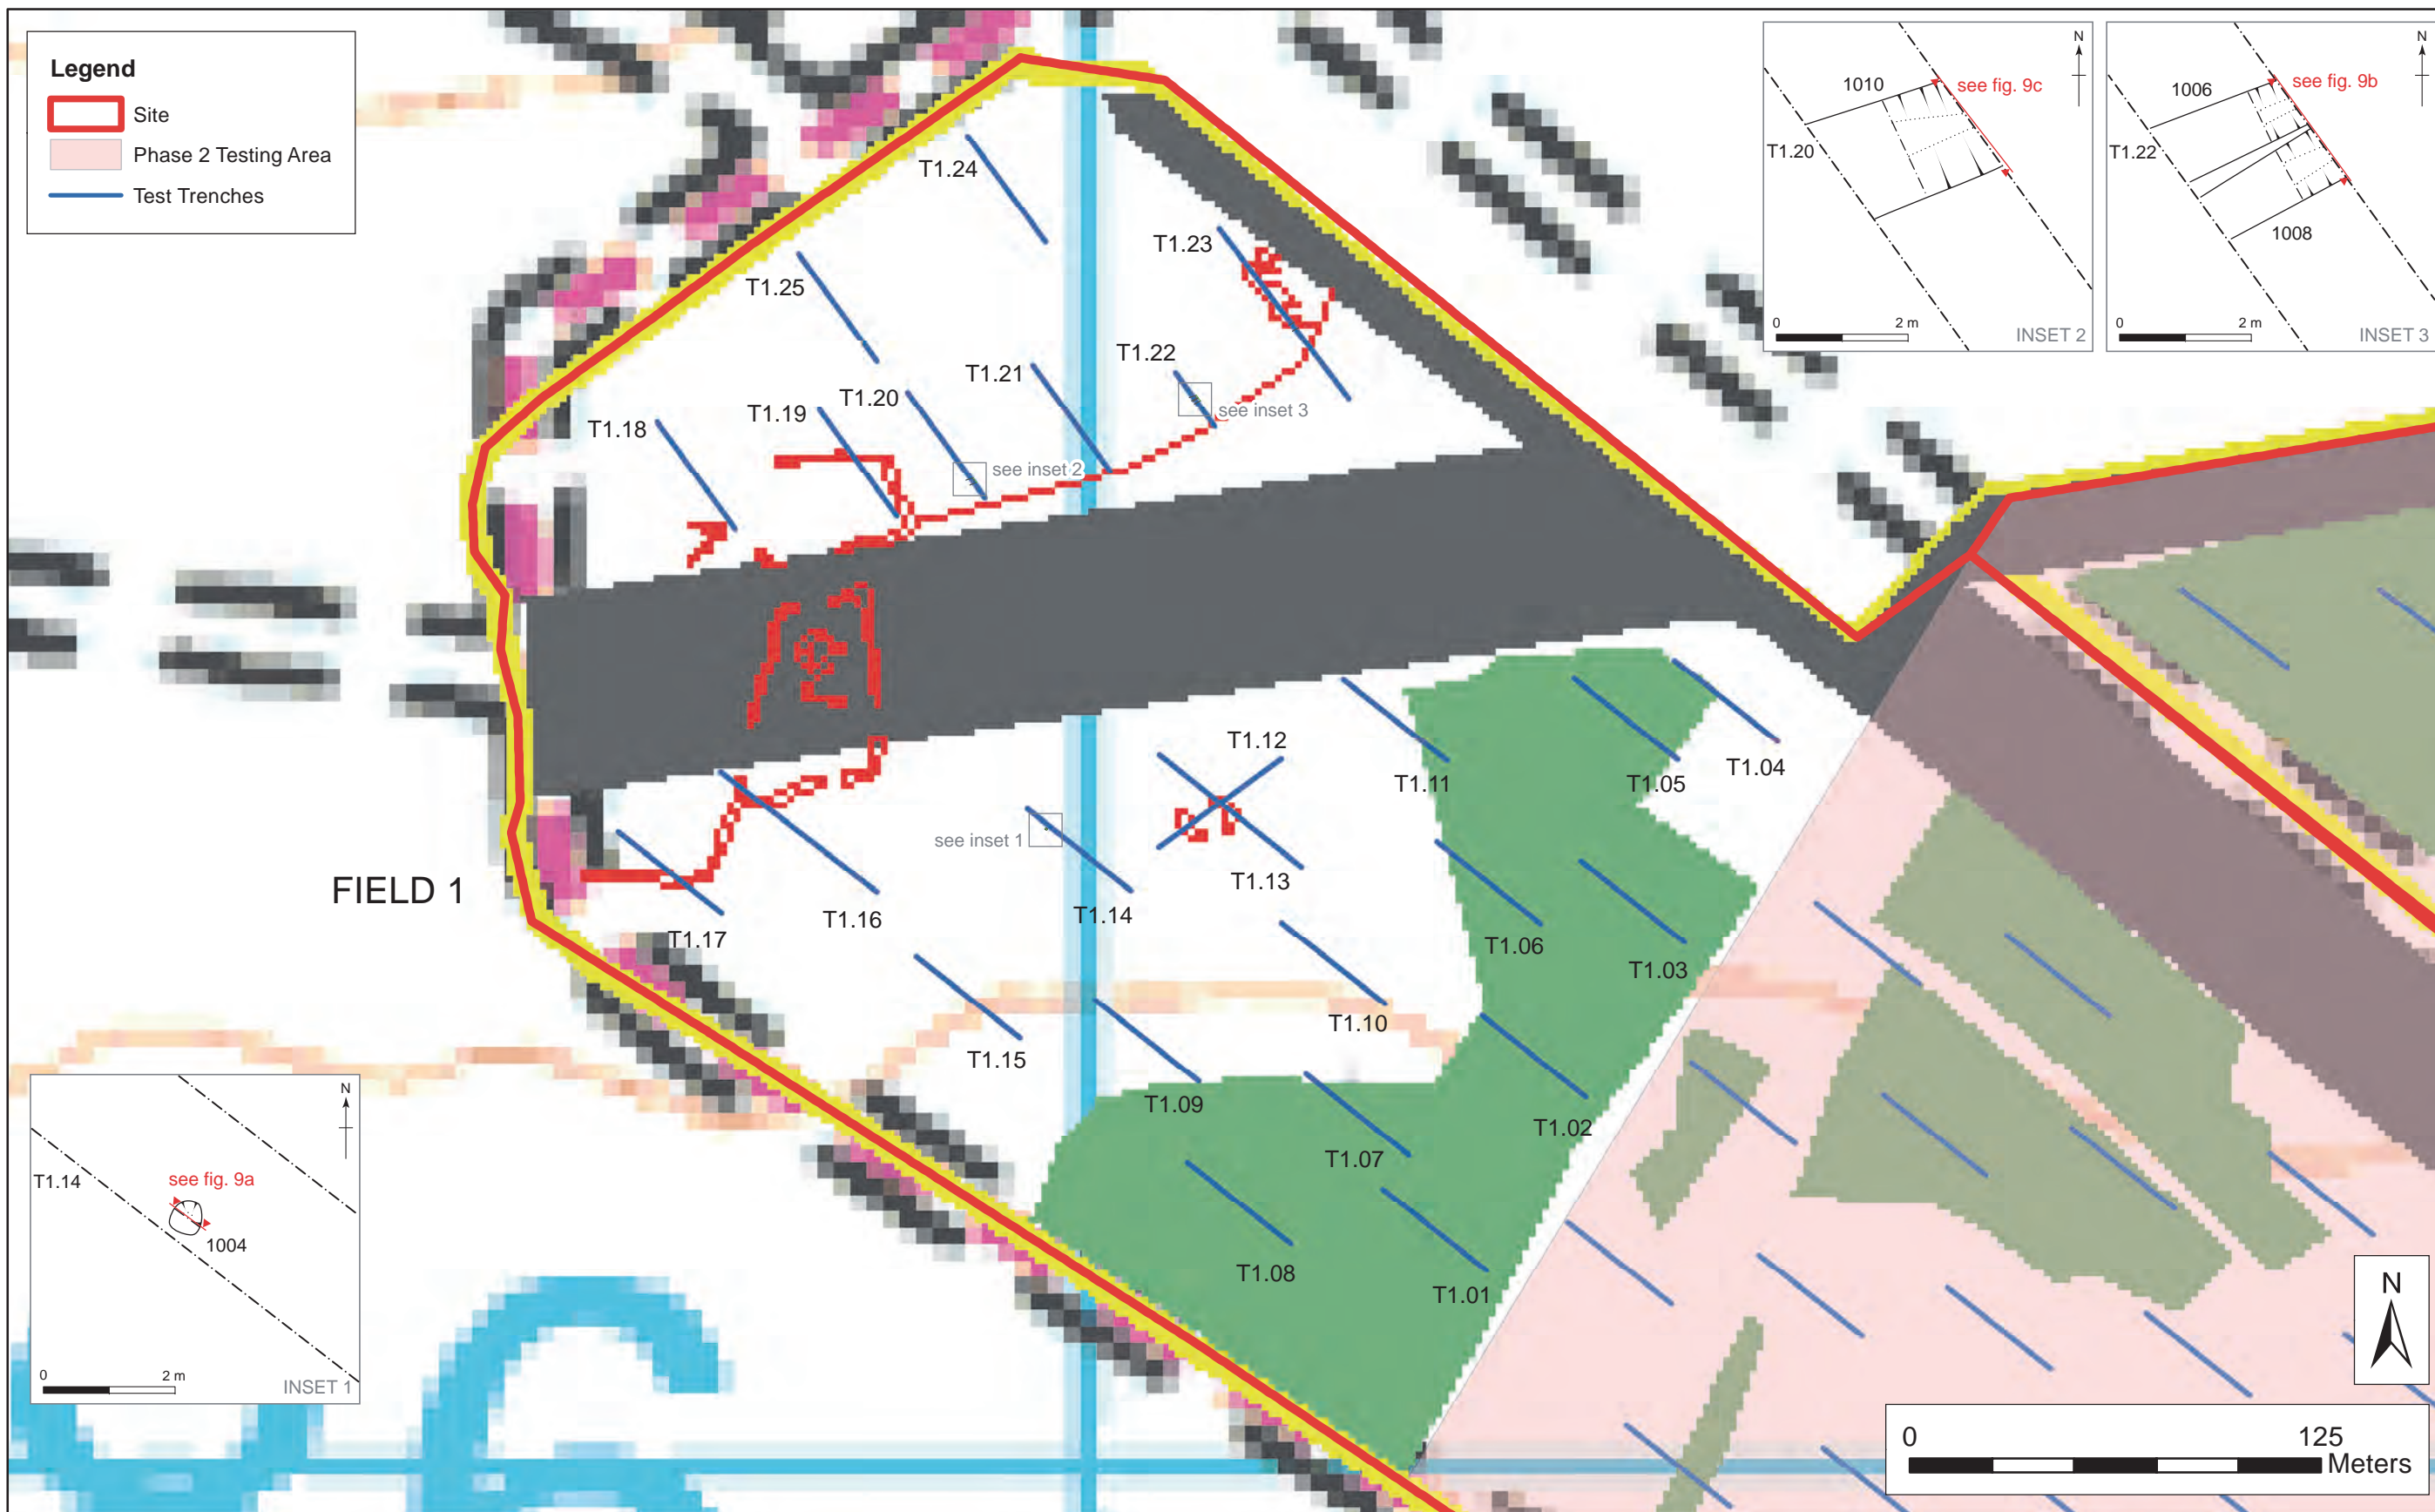 Legend
Site
Phase 2 Testing Area
Test Trenches
N
1010
see fig. 9c
T1.20
0 2 m
INSET 2
N
1006
see fig. 9b
T1.22
1008
0 2 m
INSET 3
T1.24
T1.23
T1.25
T1.22
T1.21
T1.20
T1.19
T1.18
see inset 3
see inset 2
T1.12
T1.11
T1.05
T1.04
see inset 1
T1.13
FIELD 1
T1.16
T1.14
T1.17
T1.06
T1.03
T1.10
T1.15
T1.09
T1.02
T1.07
T1.08
T1.01
N
T1.14
see fig. 9a
1004
0 2 m
INSET 1
N
0 125
Meters